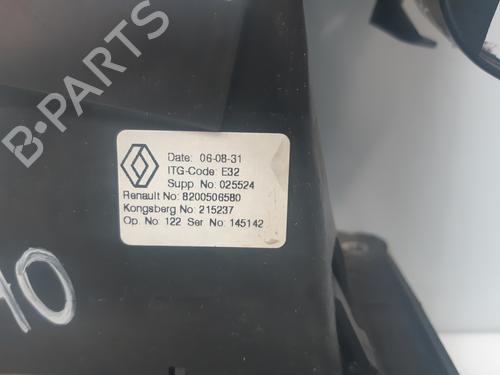 Date: 06-08-31
ITG-Code: E32
Supp No: 025524
Renault No: 8200506580
Kongsberg No: 215237
Op. No: 122 Ser No: 145142
B-PARTS